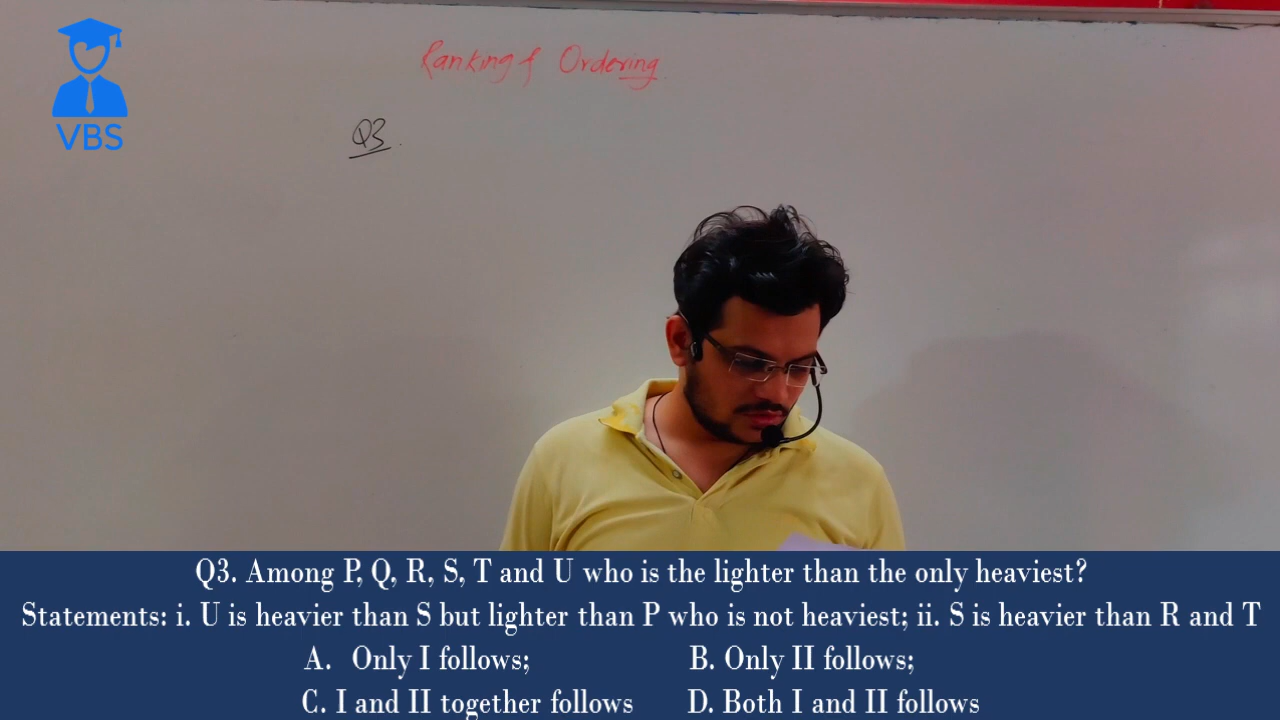 Ranking & Ordering
VBS
Q3.
Q3. Among P, Q, R, S, T and U who is the lighter than the only heaviest?
Statements: i. U is heavier than S but lighter than P who is not heaviest; ii. S is heavier than R and T
A. Only I follows; B. Only II follows;
C. I and II together follows D. Both I and II follows